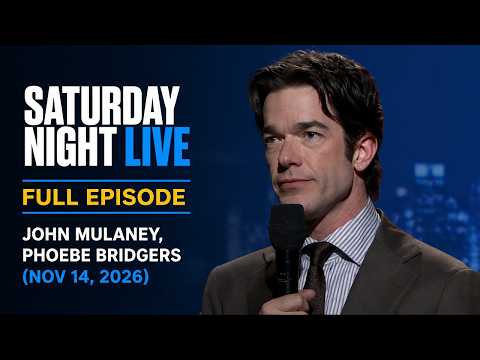 SATURDAY
NIGHT LIVE
FULL EPISODE
JOHN MULANEY,
PHOEBE BRIDGERS
(NOV 14, 2026)